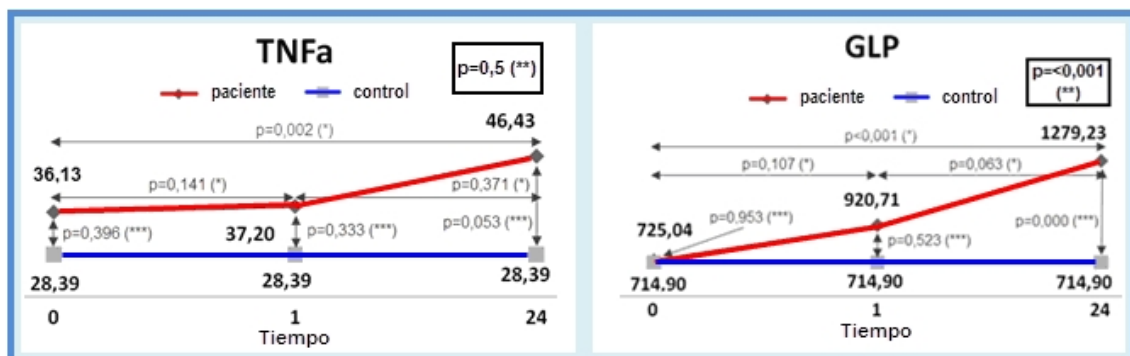 TNFa
p=0,5 (**)
paciente control
p=0,002 (*)
46,43
36,13
p=0,141 (*)
p=0,371 (*)
p=0,396 (***)
37,20
p=0,333 (***)
p=0,053 (***)
28,39
28,39
28,39
0
1
24
Tiempo
GLP
p=<0,001
(**)
paciente control
p<0,001 (*)
1279,23
p=0,107 (*)
p=0,063 (*)
920,71
725,04
p=0,953 (***)
p=0,523 (***)
p=0,000 (***)
714,90
714,90
714,90
0
1
24
Tiempo